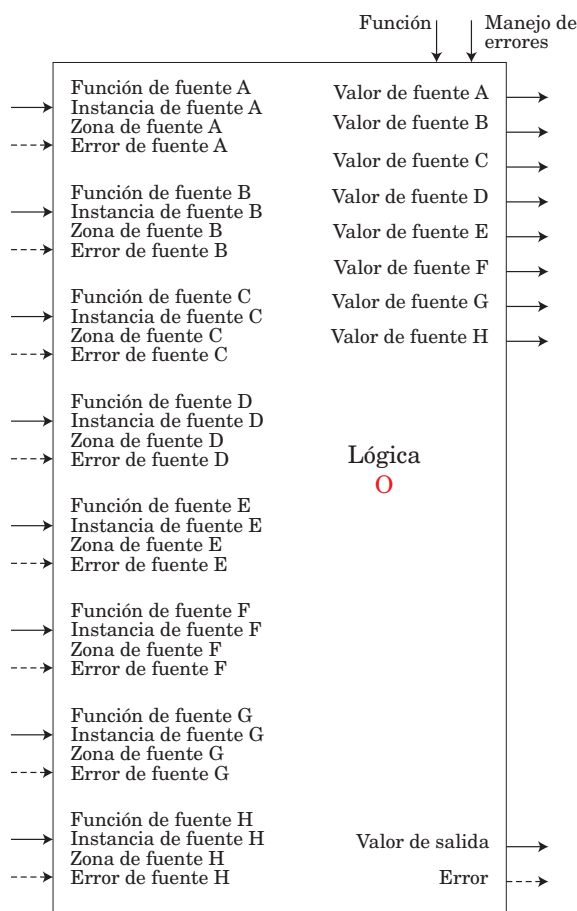 Función
Manejo de
errores
Función de fuente A
Instancia de fuente A
Zona de fuente A
Error de fuente A
Función de fuente B
Instancia de fuente B
Zona de fuente B
Error de fuente B
Función de fuente C
Instancia de fuente C
Zona de fuente C
Error de fuente C
Función de fuente D
Instancia de fuente D
Zona de fuente D
Error de fuente D
Función de fuente E
Instancia de fuente E
Zona de fuente E
Error de fuente E
Función de fuente F
Instancia de fuente F
Zona de fuente F
Error de fuente F
Función de fuente G
Instancia de fuente G
Zona de fuente G
Error de fuente G
Función de fuente H
Instancia de fuente H
Zona de fuente H
Error de fuente H
Valor de fuente A
Valor de fuente B
Valor de fuente C
Valor de fuente D
Valor de fuente E
Valor de fuente F
Valor de fuente G
Valor de fuente H
Lógica
O
Valor de salida
Error